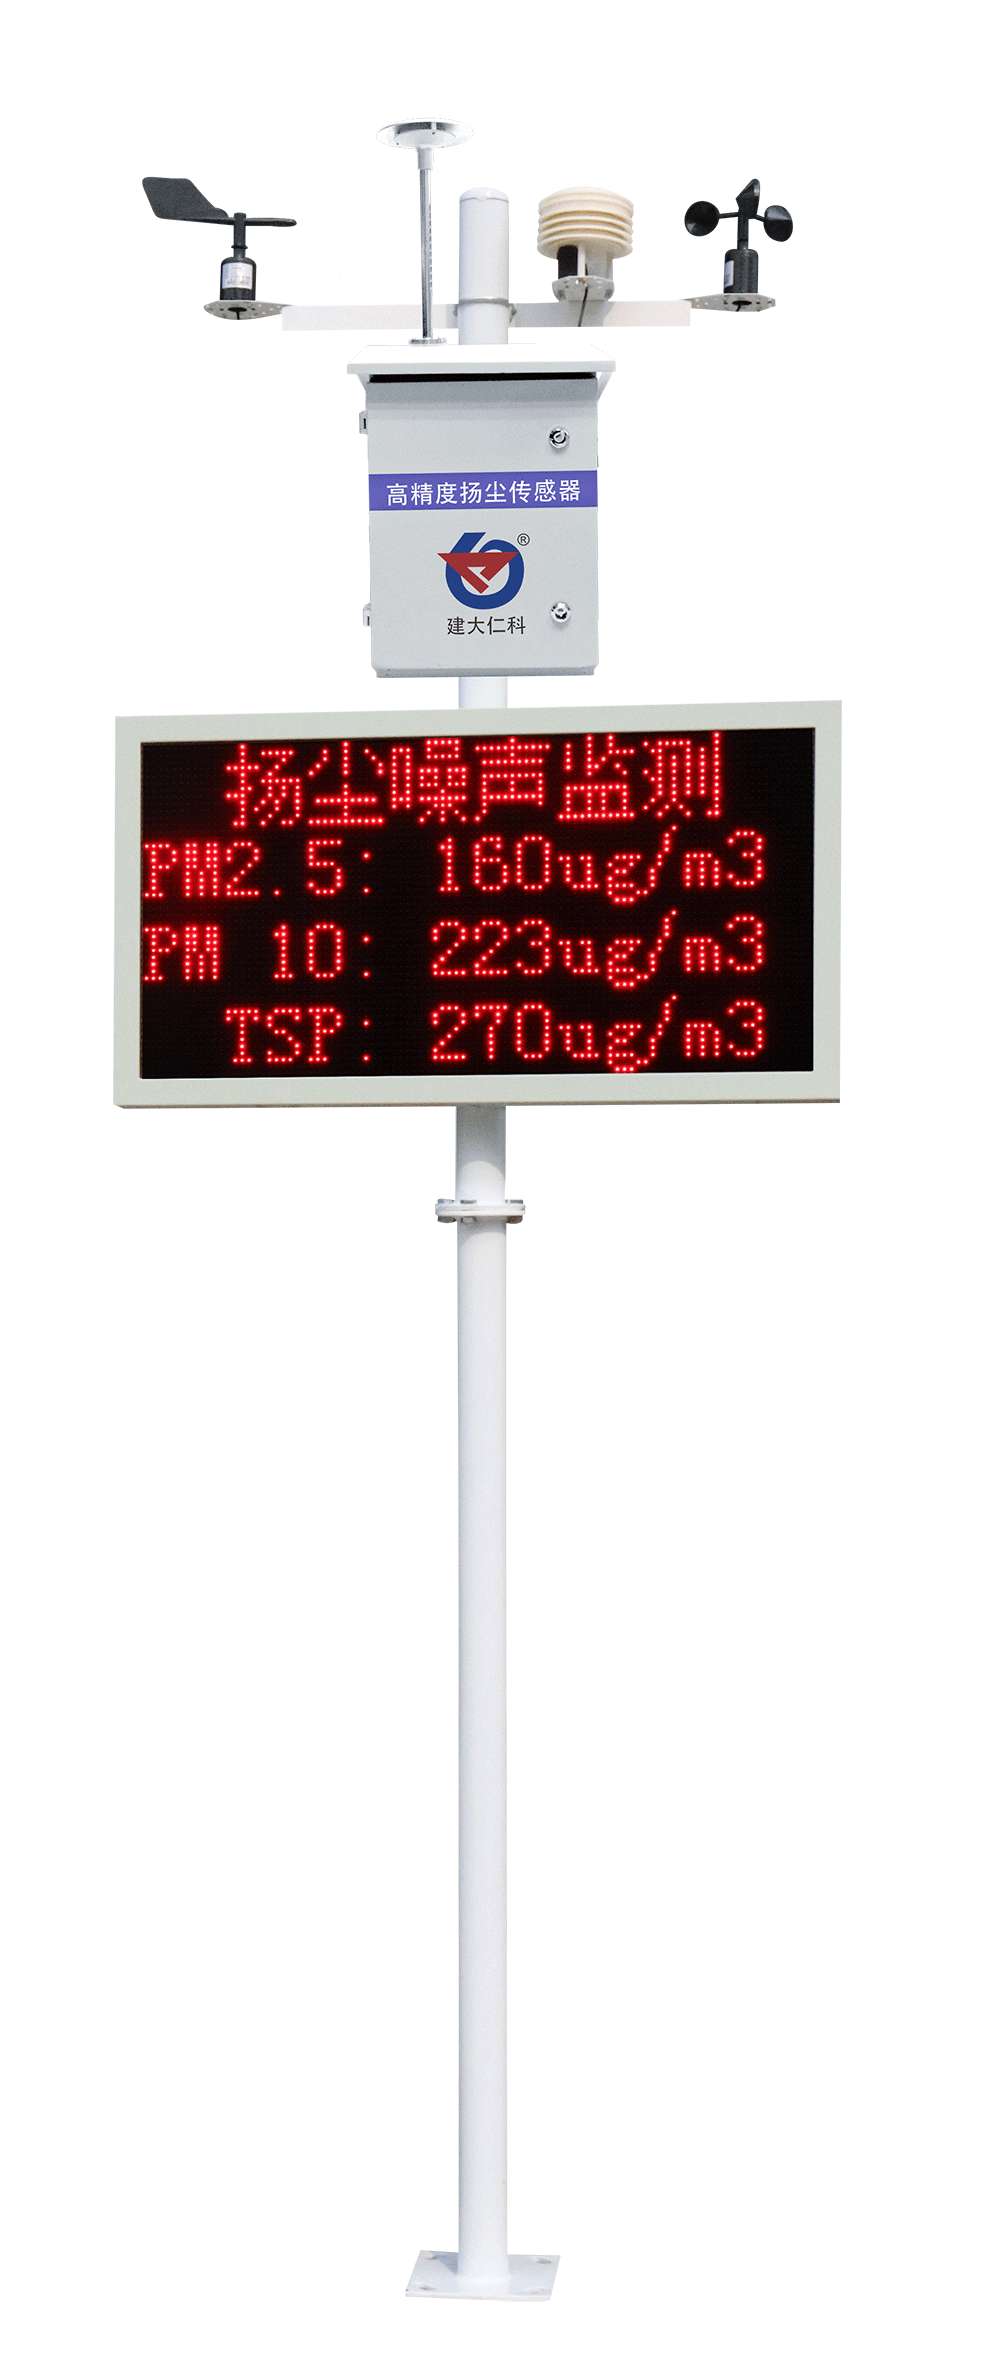 高精度扬尘传感器
®
建大仁科
扬尘噪声监测
PM2.5: 160ug/m3
PM 10: 223ug/m3
TSP: 270ug/m3